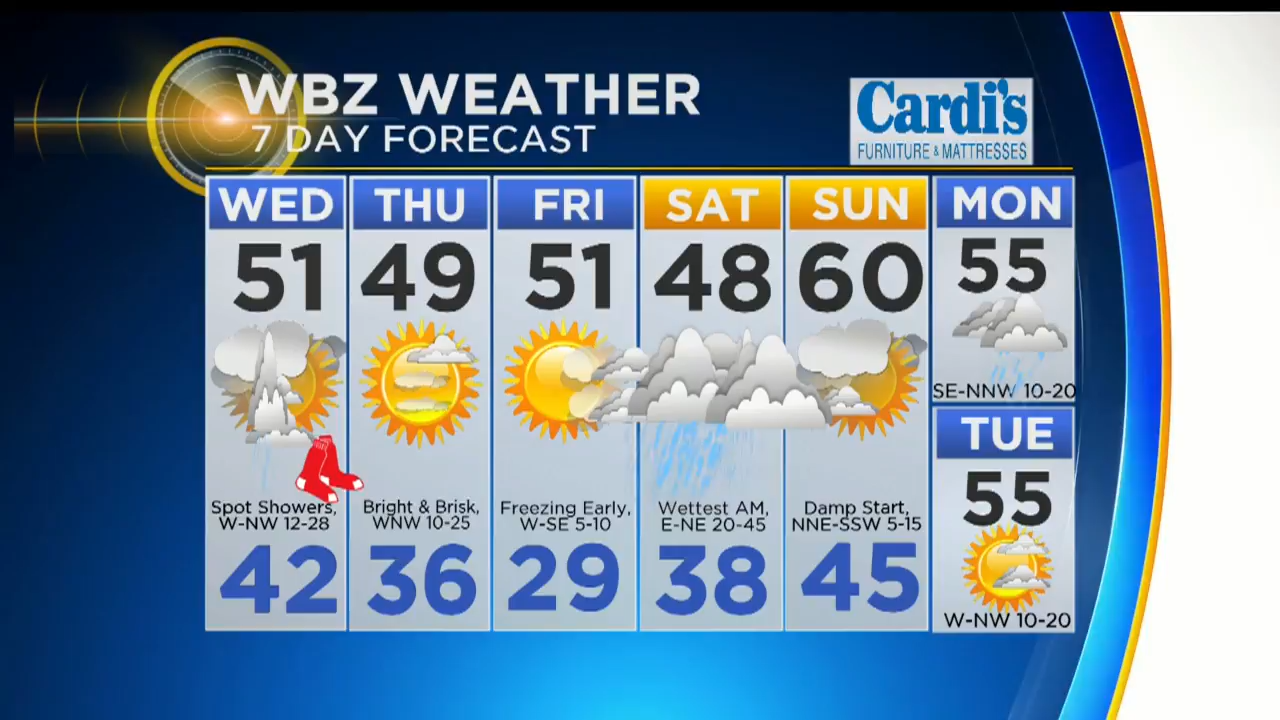 WBZ WEATHER
7 DAY FORECAST
Cardi's
FURNITURE & MATTRESSES
WED
51
Spot Showers,
W-NW 12-28
42
THU
49
Bright & Brisk,
WNW 10-25
36
FRI
51
Freezing Early,
W-SE 5-10
29
SAT
48
Wettest AM,
E-NE 20-45
38
SUN
60
Damp Start,
NNE-SSW 5-15
45
MON
55
SE-NNW 10-20
TUE
55
W-NW 10-20